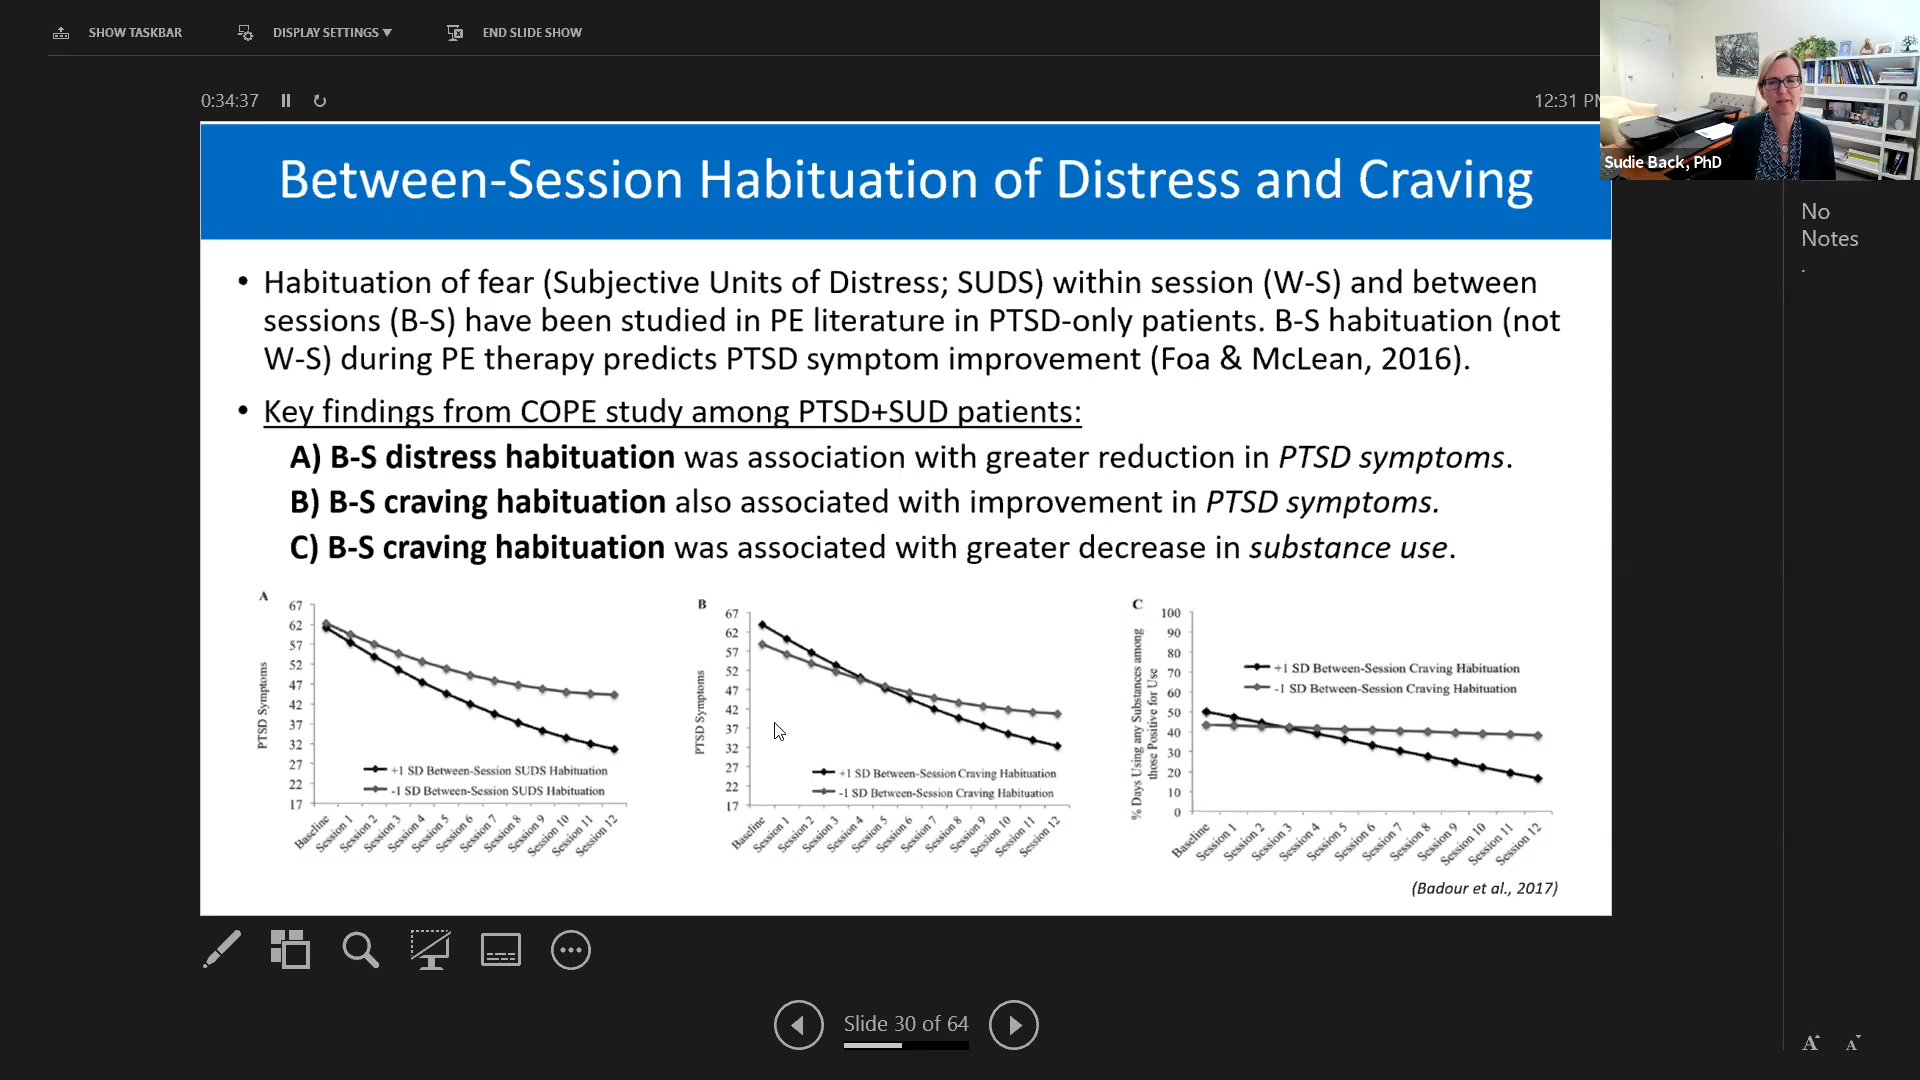 SHOW TASKBAR
DISPLAY SETTINGS ▼
END SLIDE SHOW
0:34:37
12:31 P
Sudie Back, PhD
No
Notes
.
Between-Session Habituation of Distress and Craving
• Habituation of fear (Subjective Units of Distress; SUDS) within session (W-S) and between
sessions (B-S) have been studied in PE literature in PTSD-only patients. B-S habituation (not
W-S) during PE therapy predicts PTSD symptom improvement (Foa & McLean, 2016).
• Key findings from COPE study among PTSD+SUD patients:
A) B-S distress habituation was association with greater reduction in PTSD symptoms.
B) B-S craving habituation also associated with improvement in PTSD symptoms.
C) B-S craving habituation was associated with greater decrease in substance use.
A
PTSD Symptoms
67
62
57
52
47
42
37
32
27
22
17
+1 SD Between-Session SUDS Habituation
-1 SD Between-Session SUDS Habituation
Baseline
Session 1
Session 2
Session 3
Session 4
Session 5
Session 6
Session 7
Session 8
Session 9
Session 10
Session 11
Session 12
B
PTSD Symptoms
67
62
57
52
47
42
37
32
27
22
17
+1 SD Between-Session Craving Habituation
-1 SD Between-Session Craving Habituation
Baseline
Session 1
Session 2
Session 3
Session 4
Session 5
Session 6
Session 7
Session 8
Session 9
Session 10
Session 11
Session 12
C
% Days Using any Substances among
those Positive for Use
100
90
80
70
60
50
40
30
20
10
0
+1 SD Between-Session Craving Habituation
-1 SD Between-Session Craving Habituation
Baseline
Session 1
Session 2
Session 3
Session 4
Session 5
Session 6
Session 7
Session 8
Session 9
Session 10
Session 11
Session 12
(Badour et al., 2017)
Slide 30 of 64
A A